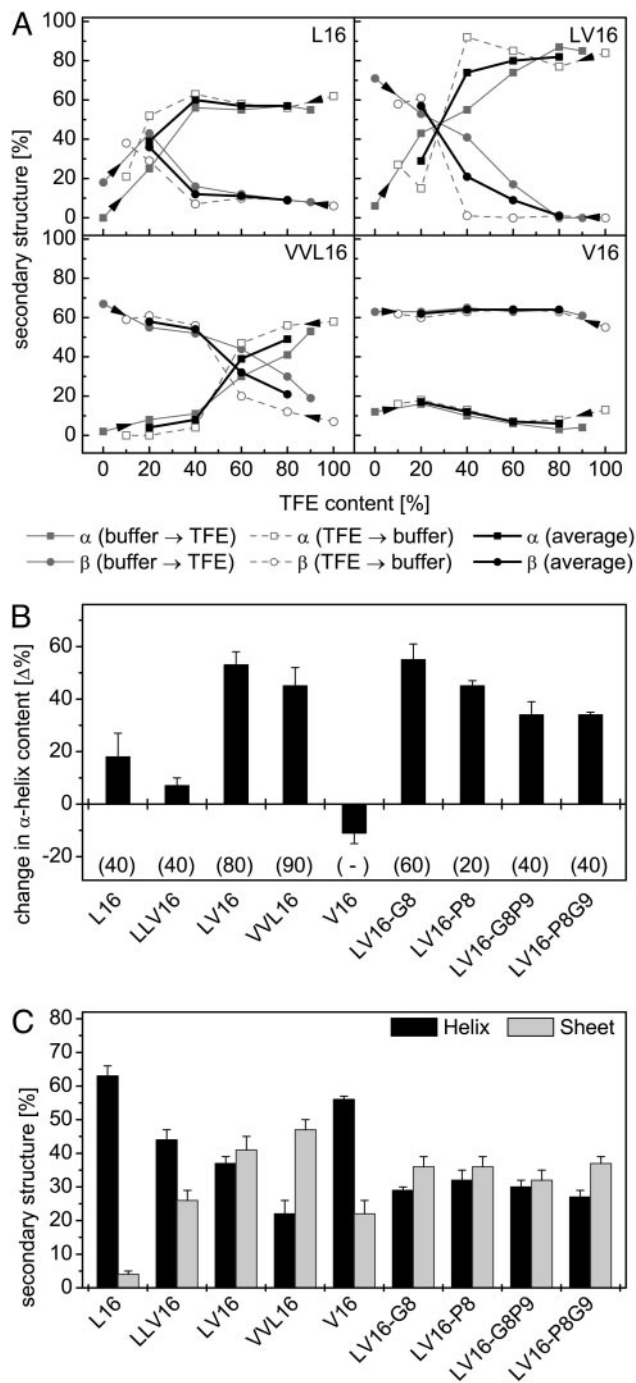 A
L16
LV16
100
80
60
40
20
0
VVL16
V16
100
80
60
40
20
0
secondary structure [%]
0 20 40 60 80 100 0 20 40 60 80 100
TFE content [%]
α (buffer → TFE) α (TFE → buffer) α (average)
β (buffer → TFE) β (TFE → buffer) β (average)
B
change in α-helix content [Δ%]
60
40
20
0
-20
(40) (40) (80) (90) (-) (60) (20) (40) (40)
L16 LLV16 LV16 VVL16 V16 LV16-G8 LV16-P8 LV16-G8P9 LV16-P8G9
C
Helix Sheet
secondary structure [%]
80
70
60
50
40
30
20
10
0
L16 LLV16 LV16 VVL16 V16 LV16-G8 LV16-P8 LV16-G8P9 LV16-P8G9